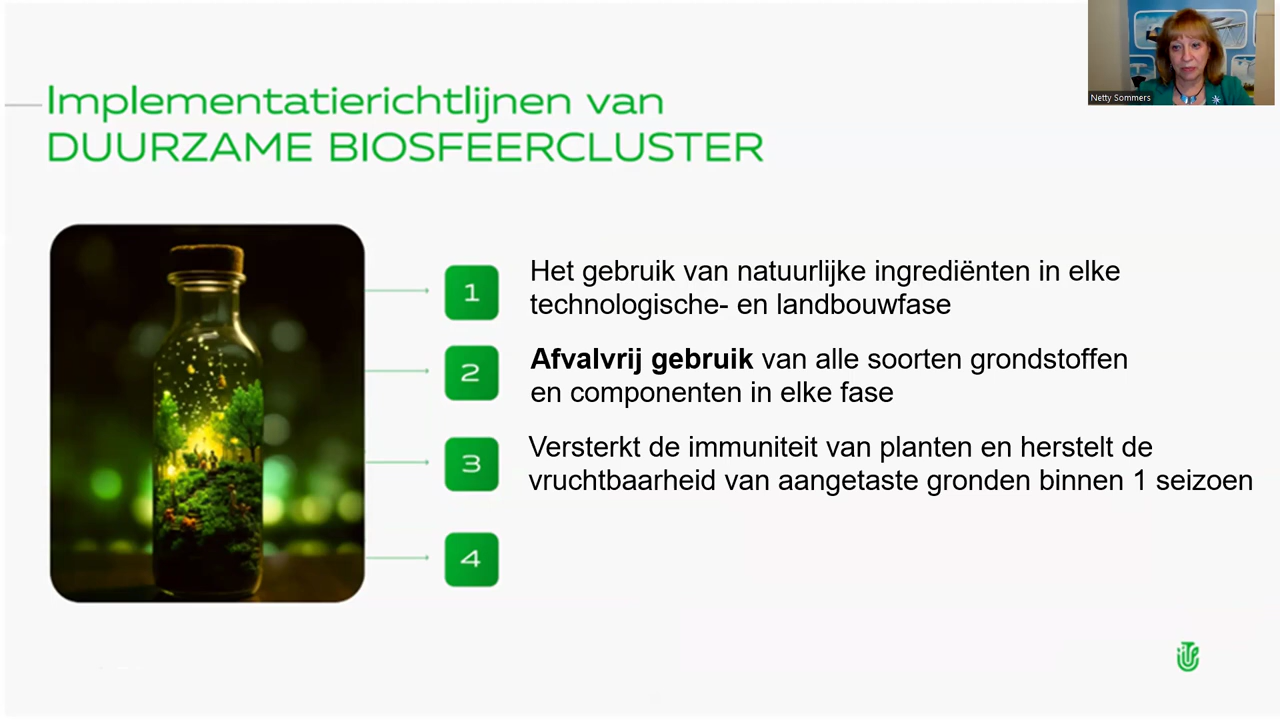 Netty Sommers
Implementatierichtlijnen van
DUURZAME BIOSFEERCLUSTER
1
Het gebruik van natuurlijke ingrediënten in elke
technologische- en landbouwfase
2
Afvalvrij gebruik van alle soorten grondstoffen
en componenten in elke fase
3
Versterkt de immuniteit van planten en herstelt de
vruchtbaarheid van aangetaste gronden binnen 1 seizoen
4